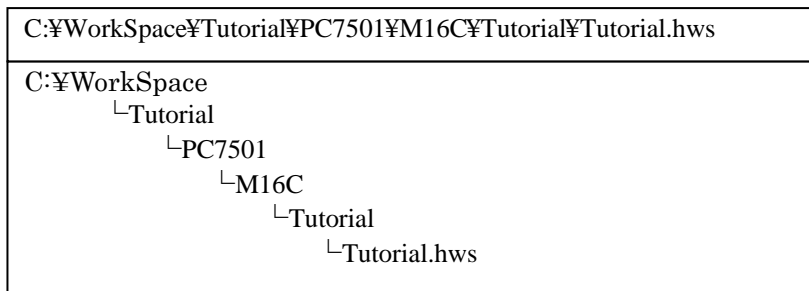 C:¥WorkSpace¥Tutorial¥PC7501¥M16C¥Tutorial¥Tutorial.hws
C:¥WorkSpace
└Tutorial
└PC7501
└M16C
└Tutorial
└Tutorial.hws